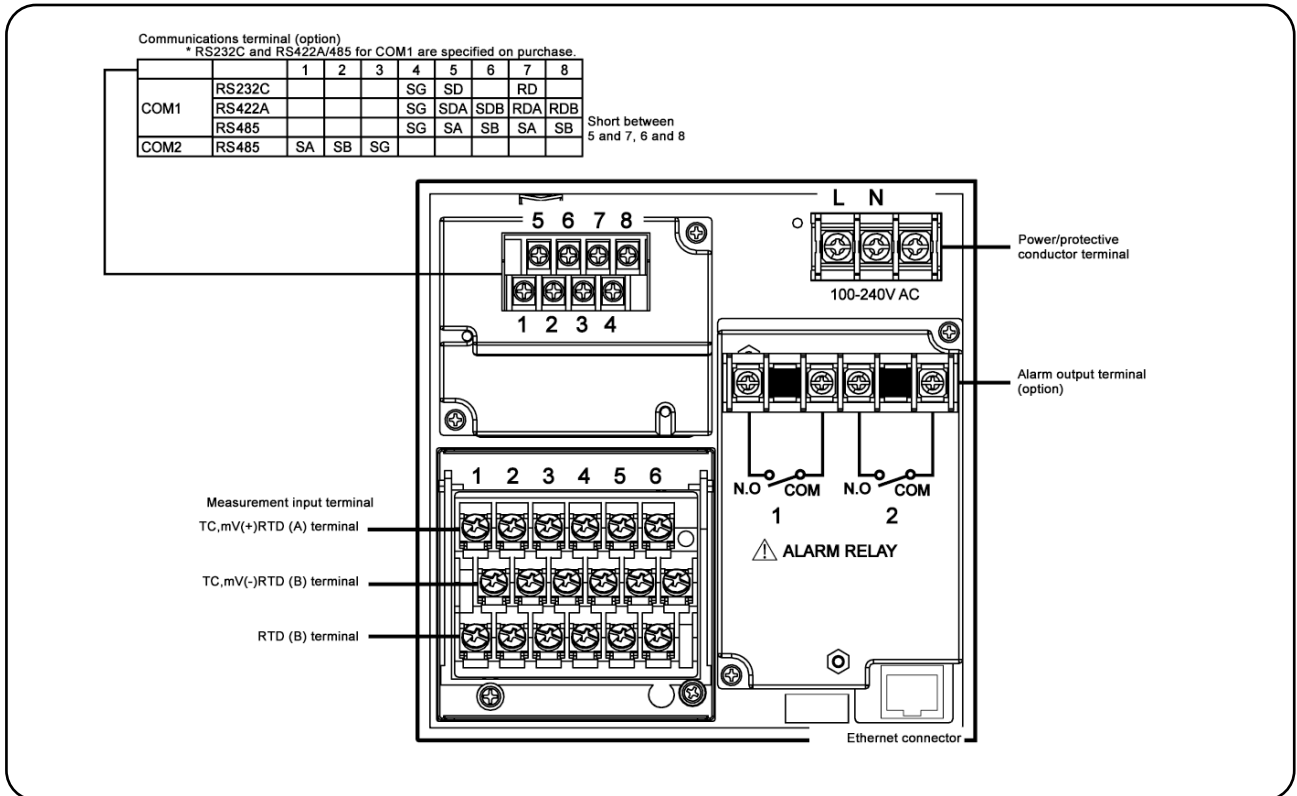 Communications terminal (option)
* RS232C and RS422A/485 for COM1 are specified on purchase.
1 2 3 4 5 6 7 8
COM1 RS232C SG SD RD
RS422A SG SDA SDB RDA RDB
RS485 SG SA SB SA SB
Short between
5 and 7, 6 and 8
COM2 RS485 SA SB SG
L N
5 6 7 8
Power/protective
conductor terminal
100-240V AC
1 2 3 4
Alarm output terminal
(option)
N.O COM N.O COM
1 2
⚠ ALARM RELAY
1 2 3 4 5 6
Measurement input terminal
TC,mV(+)RTD (A) terminal
TC,mV(-)RTD (B) terminal
RTD (B) terminal
Ethernet connector